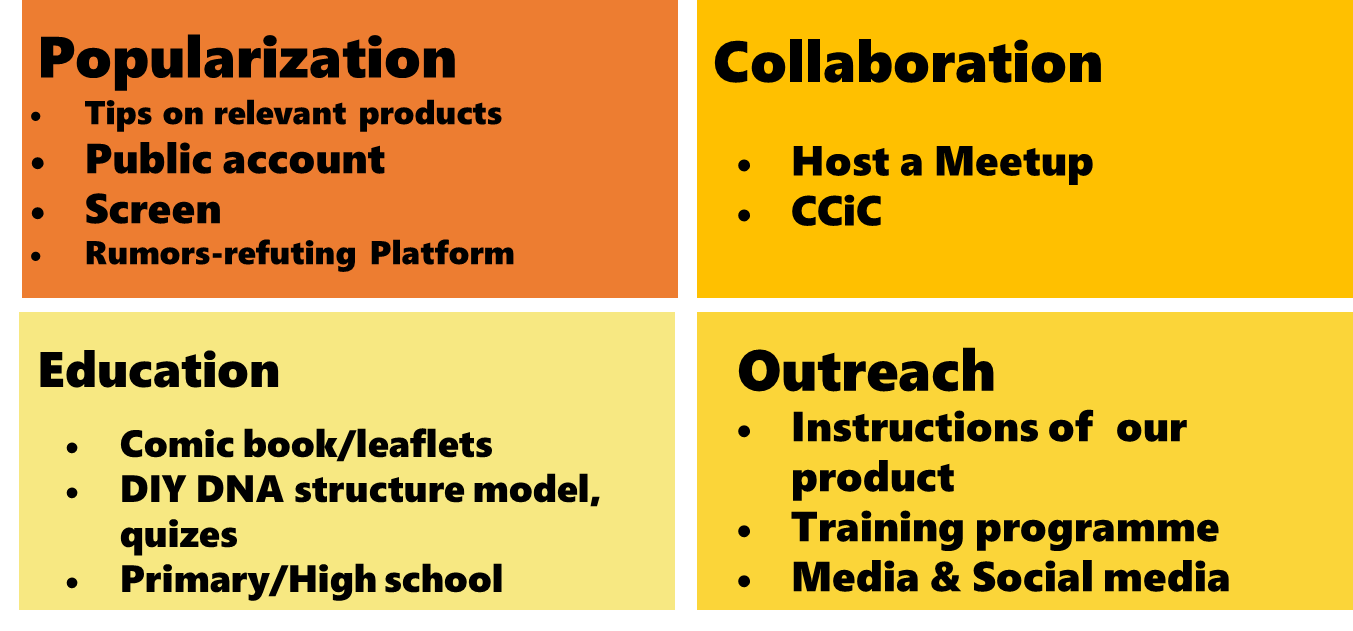 Popularization
• Tips on relevant products
• Public account
• Screen
• Rumors-refuting Platform
Collaboration
• Host a Meetup
• CCiC
Education
• Comic book/leaflets
• DIY DNA structure model,
quizes
• Primary/High school
Outreach
• Instructions of our
product
• Training programme
• Media & Social media